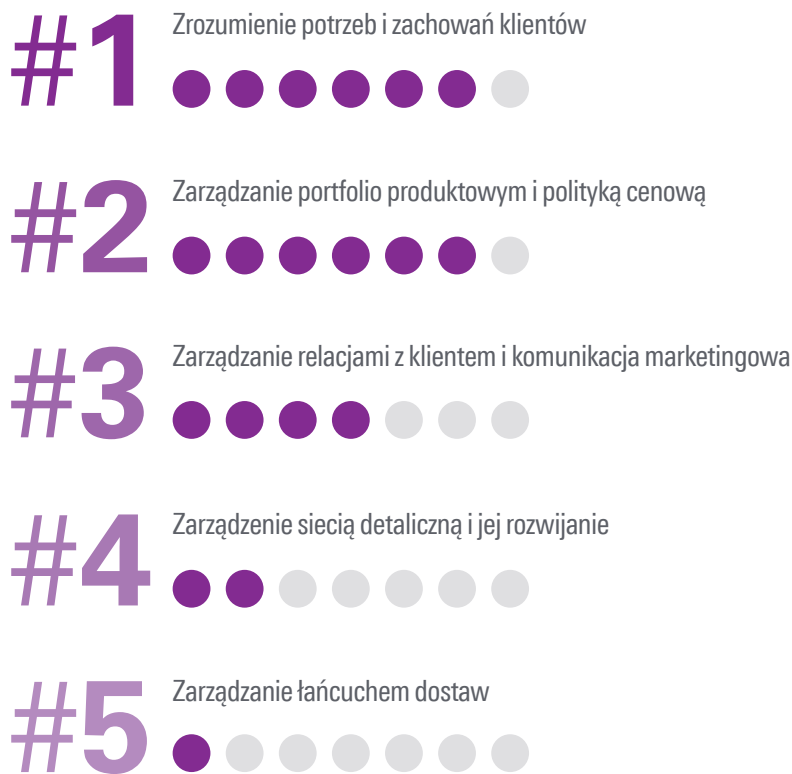 #1
Zrozumienie potrzeb i zachowań klientów
#2
Zarządzanie portfolio produktowym i polityką cenową
#3
Zarządzanie relacjami z klientem i komunikacja marketingowa
#4
Zarządzenie siecią detaliczną i jej rozwijanie
#5
Zarządzanie łańcuchem dostaw